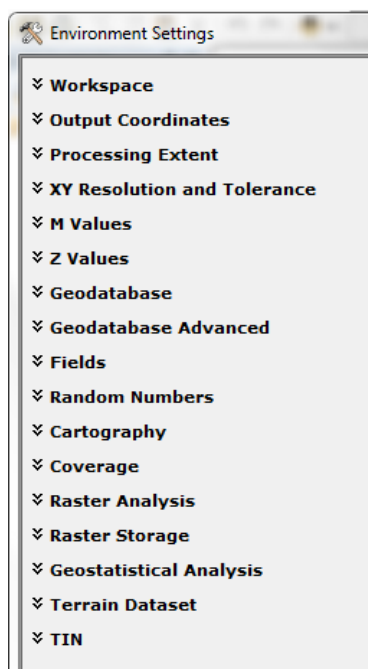 Environment Settings
Workspace
Output Coordinates
Processing Extent
XY Resolution and Tolerance
M Values
Z Values
Geodatabase
Geodatabase Advanced
Fields
Random Numbers
Cartography
Coverage
Raster Analysis
Raster Storage
Geostatistical Analysis
Terrain Dataset
TIN